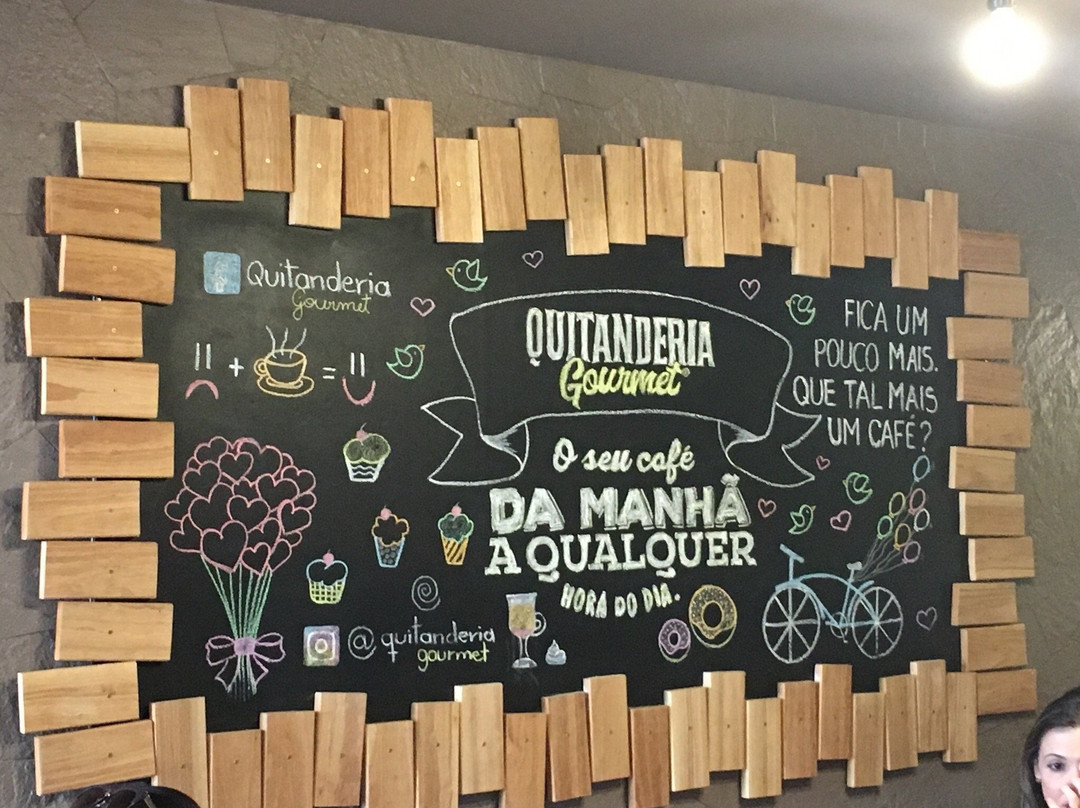 Quitanderia
Gourmet
QUITANDERIA
Gourmet
O seu café
DA MANHÃ
A QUALQUER
HORA DO DIA.
FICA UM
POUCO MAIS.
QUE TAL MAIS
UM CAFÉ?
@ quitanderia
gourmet